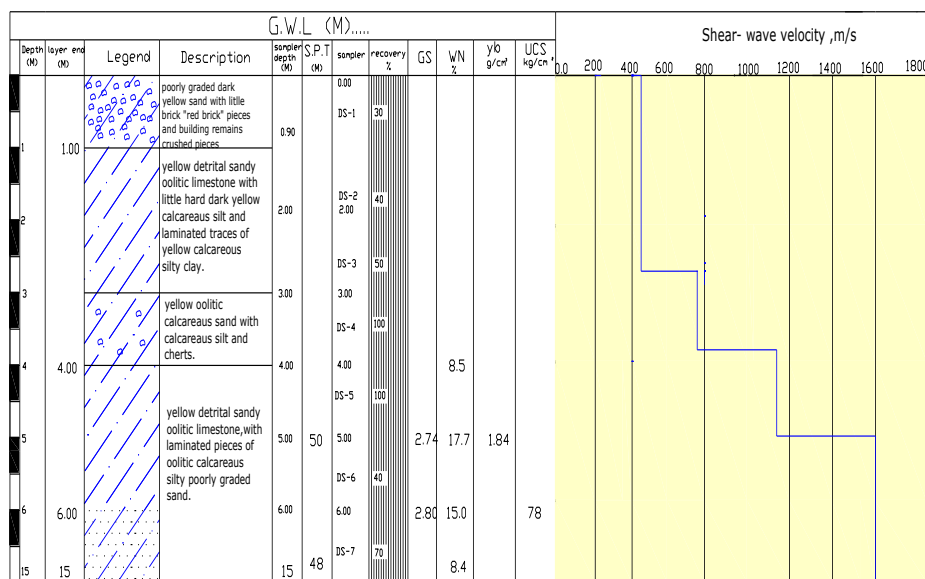 G.W.L (M).....
Shear- wave velocity ,m/s
Depth (M)
layer end (M)
Legend
Description
sampler depth (M)
S.P.T (M)
sampler
recovery %
GS
WN %
γb g/cm³
UCS kg/cm²
0.0 200 400 800 1000 1200 1400 1600 1800
poorly graded dark
yellow sand with little
brick "red brick" pieces
and building remains
crushed pieces
0.90
0.00
DS-1
30
1
1.00
yellow detrital sandy
oolitic limestone with
little hard dark yellow
calcareaus silt and
laminated traces of
yellow calcareous
silty clay.
2
2.00
DS-2
2.00
40
DS-3
50
3
3.00
3.00
yellow oolitic
calcareaus sand with
calcareaus silt and
cherts.
DS-4
100
4
4.00
4.00
4.00
8.5
DS-5
100
yellow detrital sandy
oolitic limestone,with
laminated pieces of
oolitic calcareaus
silty poorly graded
sand.
5
5.00
50
5.00
2.74
17.7
1.84
DS-6
40
6
6.00
6.00
6.00
2.80
15.0
78
DS-7
70
15
15
15
48
8.4